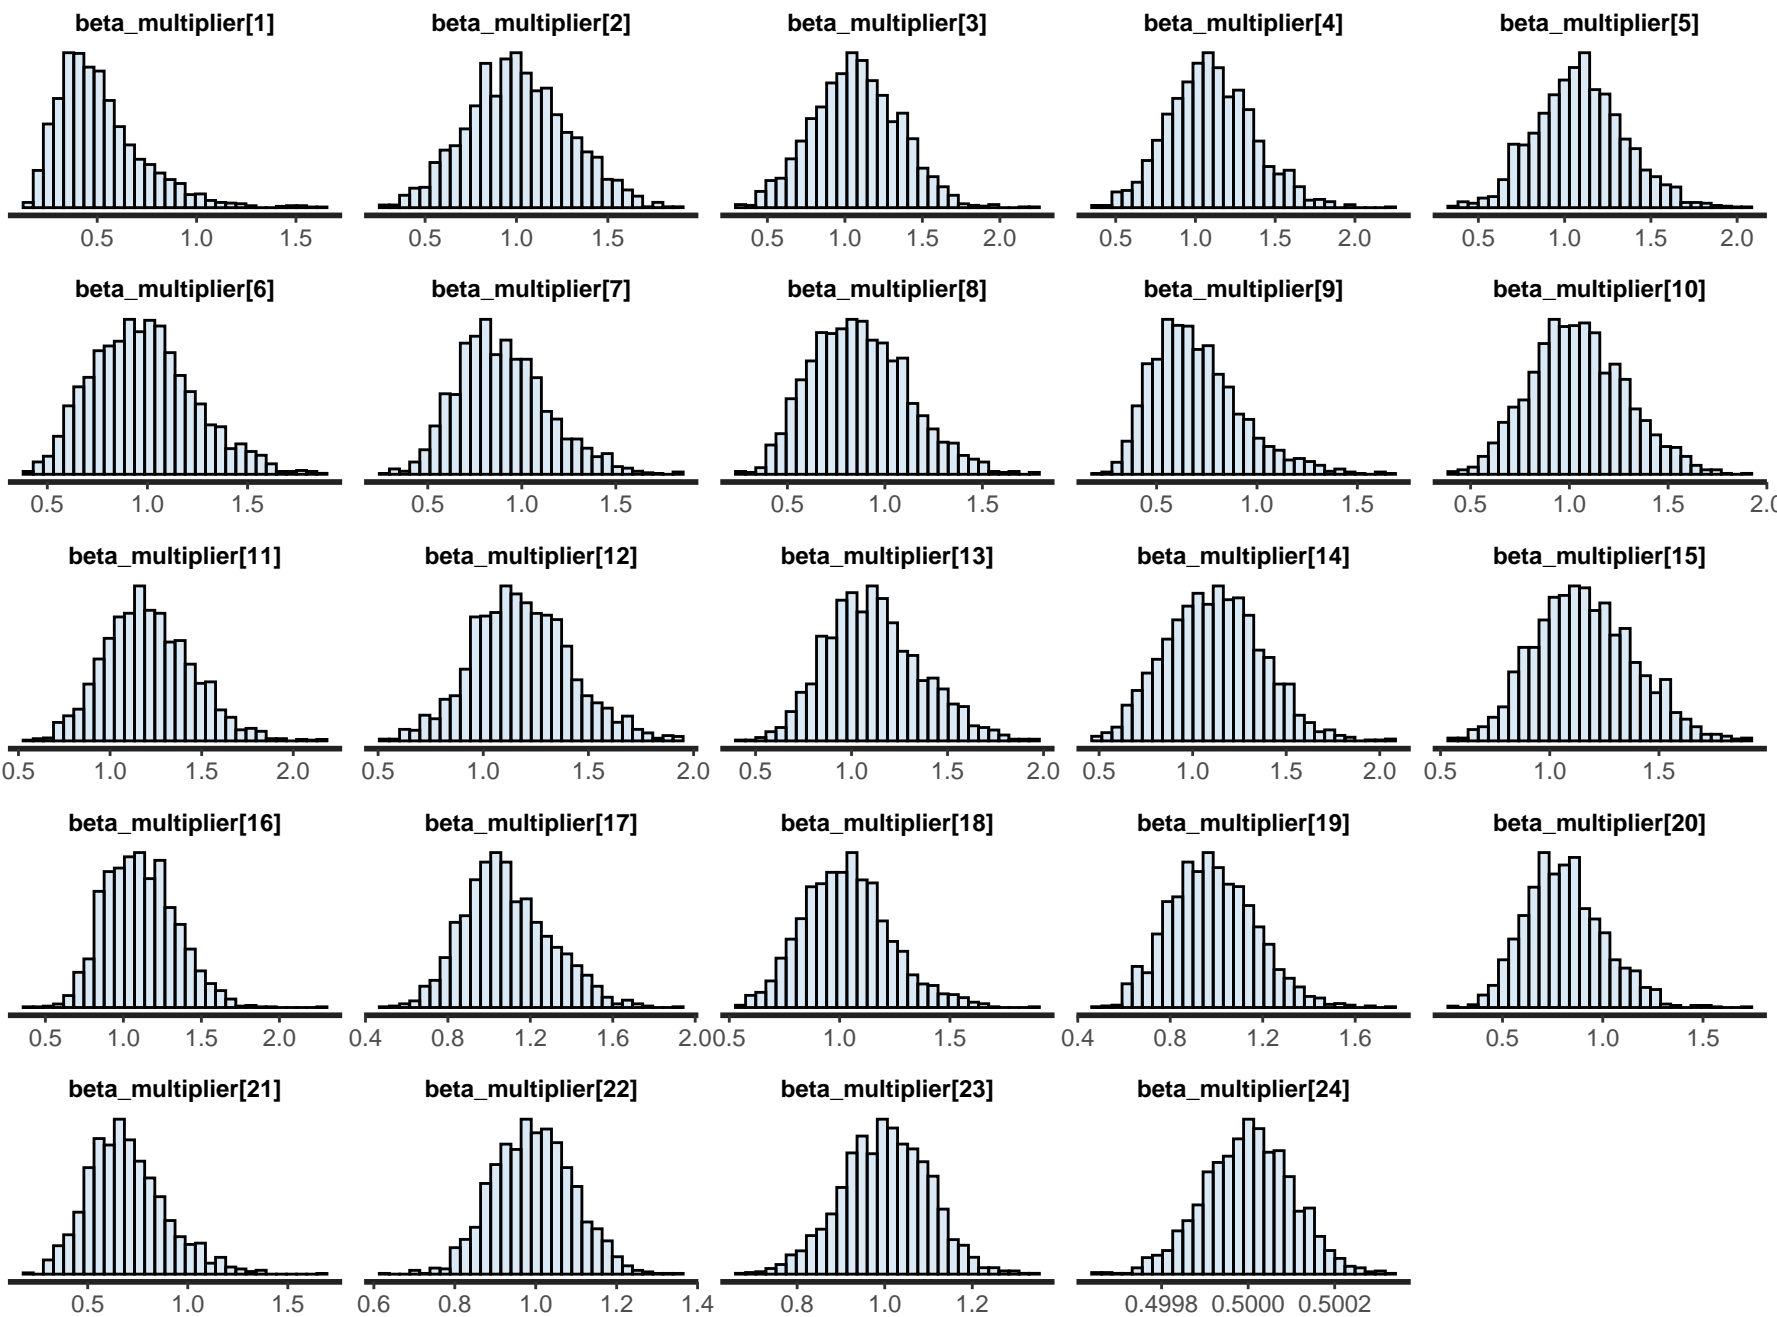 beta_multiplier[1] beta_multiplier[2] beta_multiplier[3] beta_multiplier[4] beta_multiplier[5]
0.5 1.0 1.5 0.5 1.0 1.5 0.5 1.0 1.5 2.0 0.5 1.0 1.5 2.0 0.5 1.0 1.5 2.0
beta_multiplier[6] beta_multiplier[7] beta_multiplier[8] beta_multiplier[9] beta_multiplier[10]
0.5 1.0 1.5 0.5 1.0 1.5 0.5 1.0 1.5 0.5 1.0 1.5 0.5 1.0 1.5 2.0
beta_multiplier[11] beta_multiplier[12] beta_multiplier[13] beta_multiplier[14] beta_multiplier[15]
0.5 1.0 1.5 2.0 0.5 1.0 1.5 2.0 0.5 1.0 1.5 2.0 0.5 1.0 1.5 2.0 0.5 1.0 1.5
beta_multiplier[16] beta_multiplier[17] beta_multiplier[18] beta_multiplier[19] beta_multiplier[20]
0.5 1.0 1.5 2.0 0.4 0.8 1.2 1.6 2.0 0.5 1.0 1.5 0.4 0.8 1.2 1.6 0.5 1.0 1.5
beta_multiplier[21] beta_multiplier[22] beta_multiplier[23] beta_multiplier[24]
0.5 1.0 1.5 0.6 0.8 1.0 1.2 1.4 0.8 1.0 1.2 0.4998 0.5000 0.5002